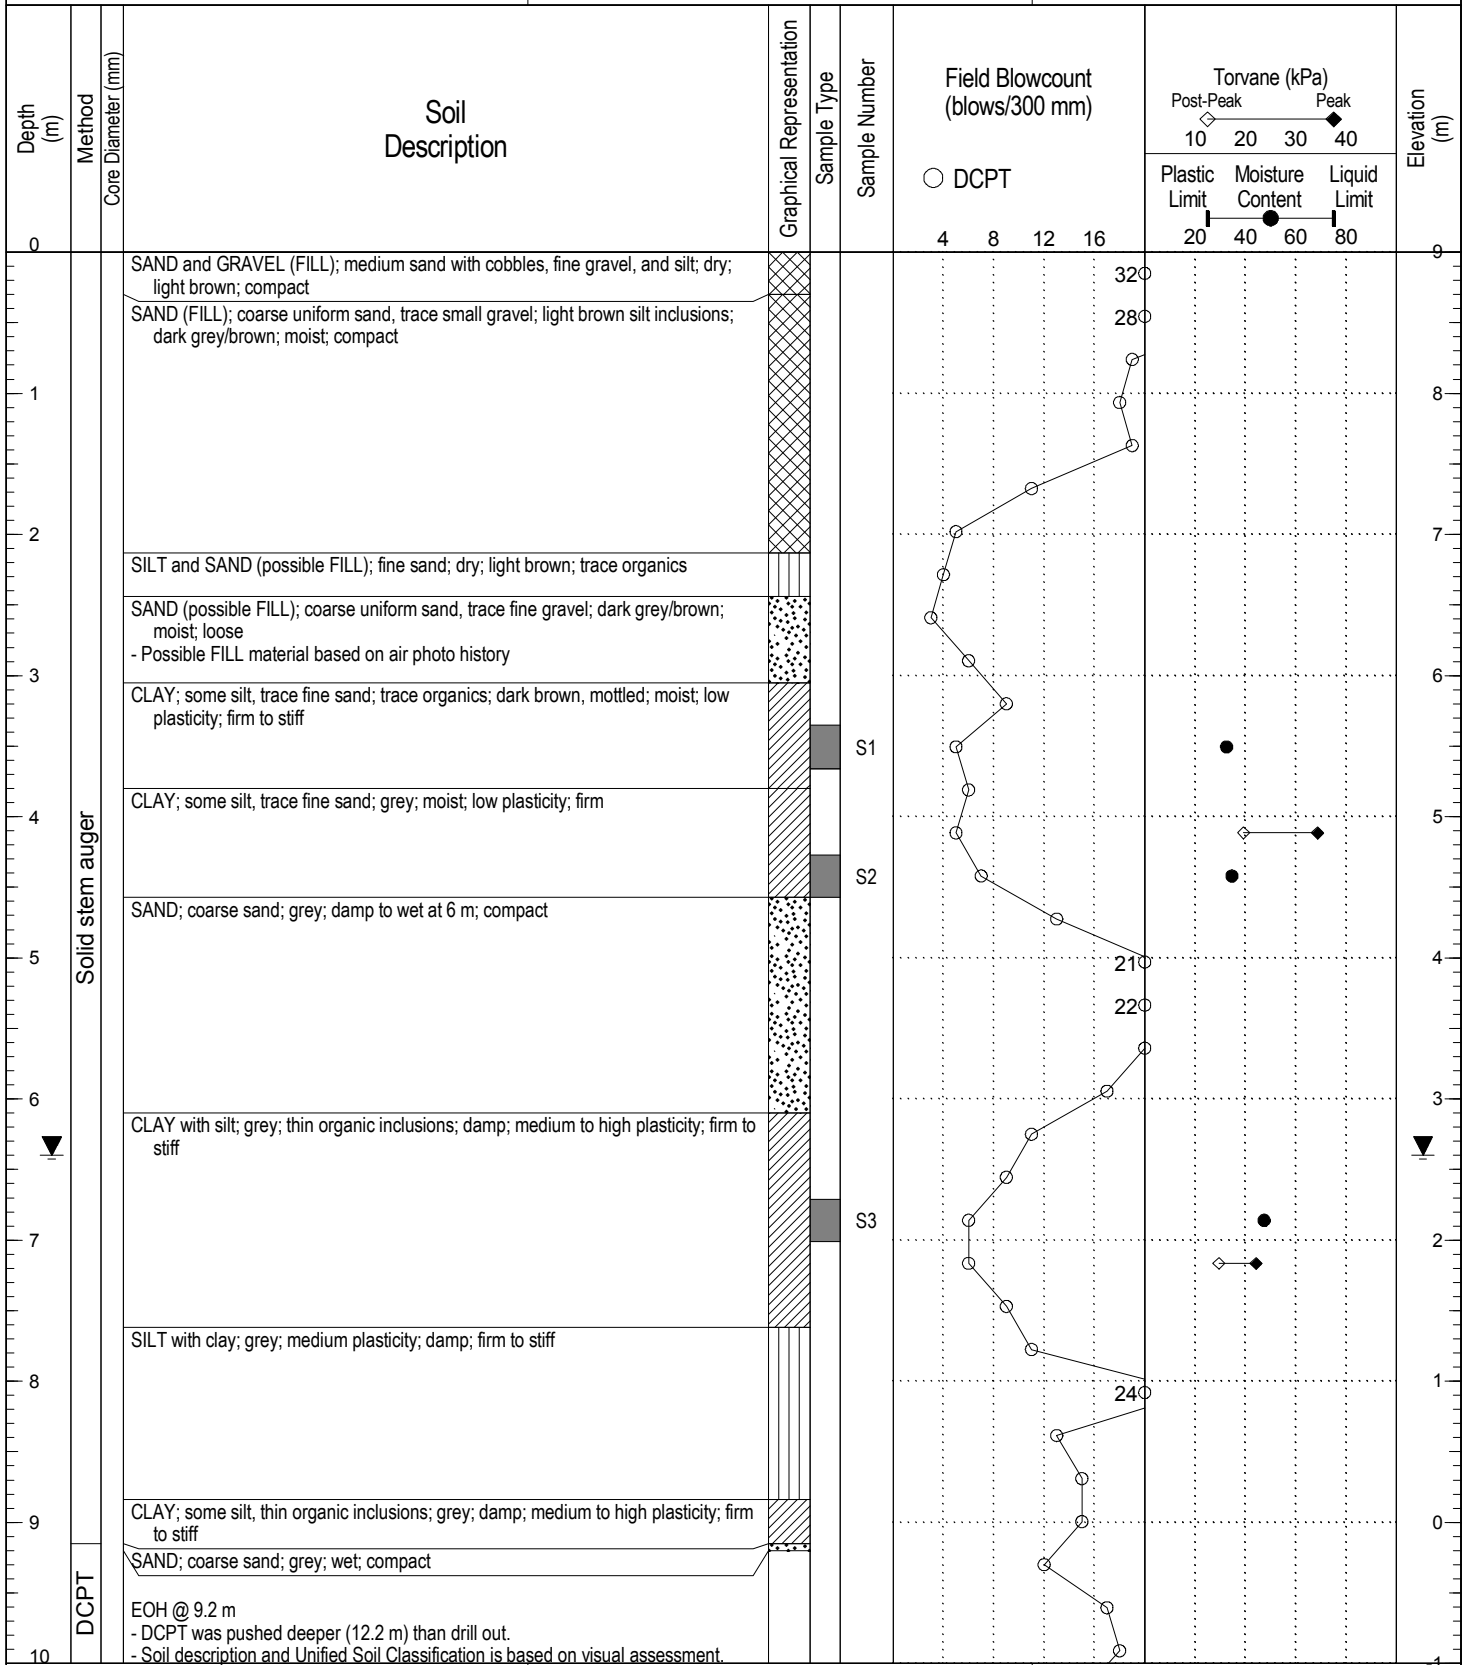 Depth
(m)
Method
Core Diameter (mm)
Soil
Description
Graphical Representation
Sample Type
Sample Number
Field Blowcount
(blows/300 mm)
DCPT
4 8 12 16
Torvane (kPa)
Post-Peak Peak
10 20 30 40
Plastic Moisture Liquid
Limit Content Limit
20 40 60 80
Elevation
(m)
0
9
SAND and GRAVEL (FILL); medium sand with cobbles, fine gravel, and silt; dry;
light brown; compact
32
SAND (FILL); coarse uniform sand, trace small gravel; light brown silt inclusions;
dark grey/brown; moist; compact
28
1
8
2
7
SILT and SAND (possible FILL); fine sand; dry; light brown; trace organics
SAND (possible FILL); coarse uniform sand, trace fine gravel; dark grey/brown;
moist; loose
- Possible FILL material based on air photo history
3
6
CLAY; some silt, trace fine sand; trace organics; dark brown, mottled; moist; low
plasticity; firm to stiff
S1
CLAY; some silt, trace fine sand; grey; moist; low plasticity; firm
4
5
Solid stem auger
S2
SAND; coarse sand; grey; damp to wet at 6 m; compact
5
21
4
22
6
3
CLAY with silt; grey; thin organic inclusions; damp; medium to high plasticity; firm to
stiff
S3
7
2
SILT with clay; grey; medium plasticity; damp; firm to stiff
8
1
24
CLAY; some silt, thin organic inclusions; grey; damp; medium to high plasticity; firm
to stiff
9
0
SAND; coarse sand; grey; wet; compact
DCPT
EOH @ 9.2 m
- DCPT was pushed deeper (12.2 m) than drill out.
- Soil description and Unified Soil Classification is based on visual assessment.
10
-1